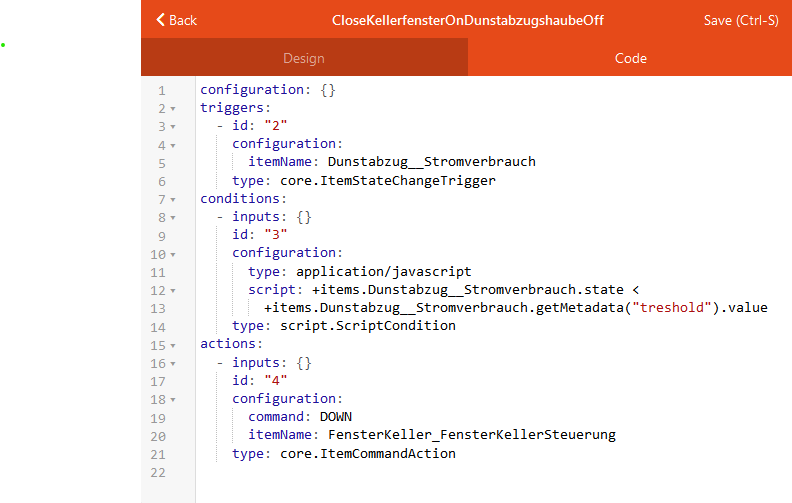 Back CloseKellerfensterOnDunstabzugshaubeOff Save (Ctrl-S)
Design Code
1 configuration: {}
2 triggers:
3 - id: "2"
4 configuration:
5 itemName: Dunstabzug__Stromverbrauch
6 type: core.ItemStateChangeTrigger
7 conditions:
8 - inputs: {}
9 id: "3"
10 configuration:
11 type: application/javascript
12 script: +items.Dunstabzug__Stromverbrauch.state <
13 +items.Dunstabzug__Stromverbrauch.getMetadata("treshold").value
14 type: script.ScriptCondition
15 actions:
16 - inputs: {}
17 id: "4"
18 configuration:
19 command: DOWN
20 itemName: FensterKeller_FensterKellerSteuerung
21 type: core.ItemCommandAction
22